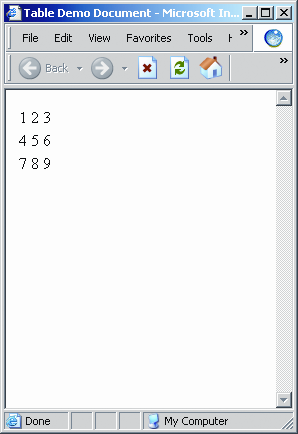 Table Demo Document - Microsoft In...
File Edit View Favorites Tools »
Back »
1 2 3
4 5 6
7 8 9
Done My Computer